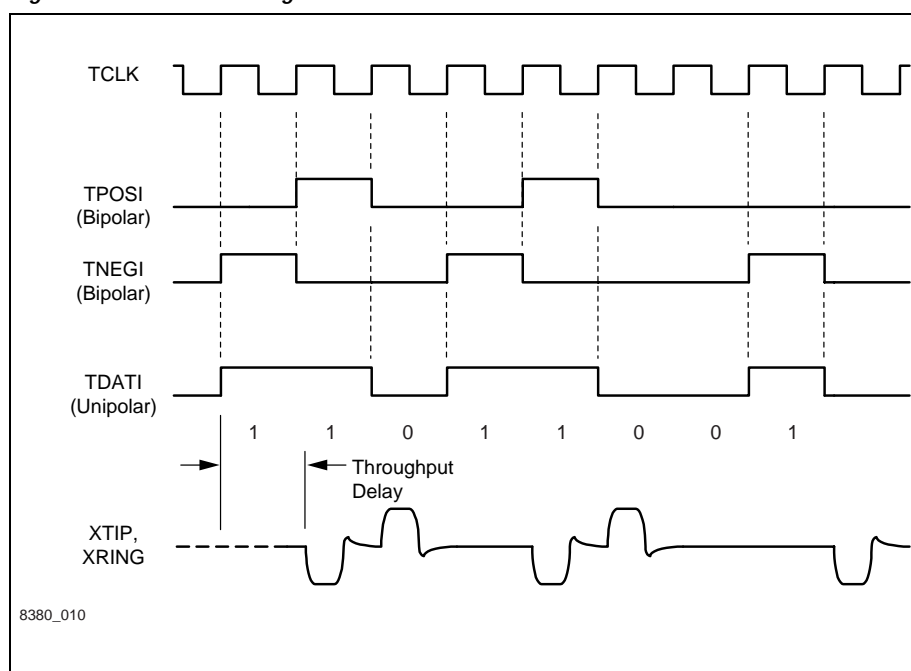 TCLK
TPOSI
(Bipolar)
TNEGI
(Bipolar)
TDATI
(Unipolar)
1 1 0 1 1 0 0 1
Throughput
Delay
XTIP,
XRING
8380_010